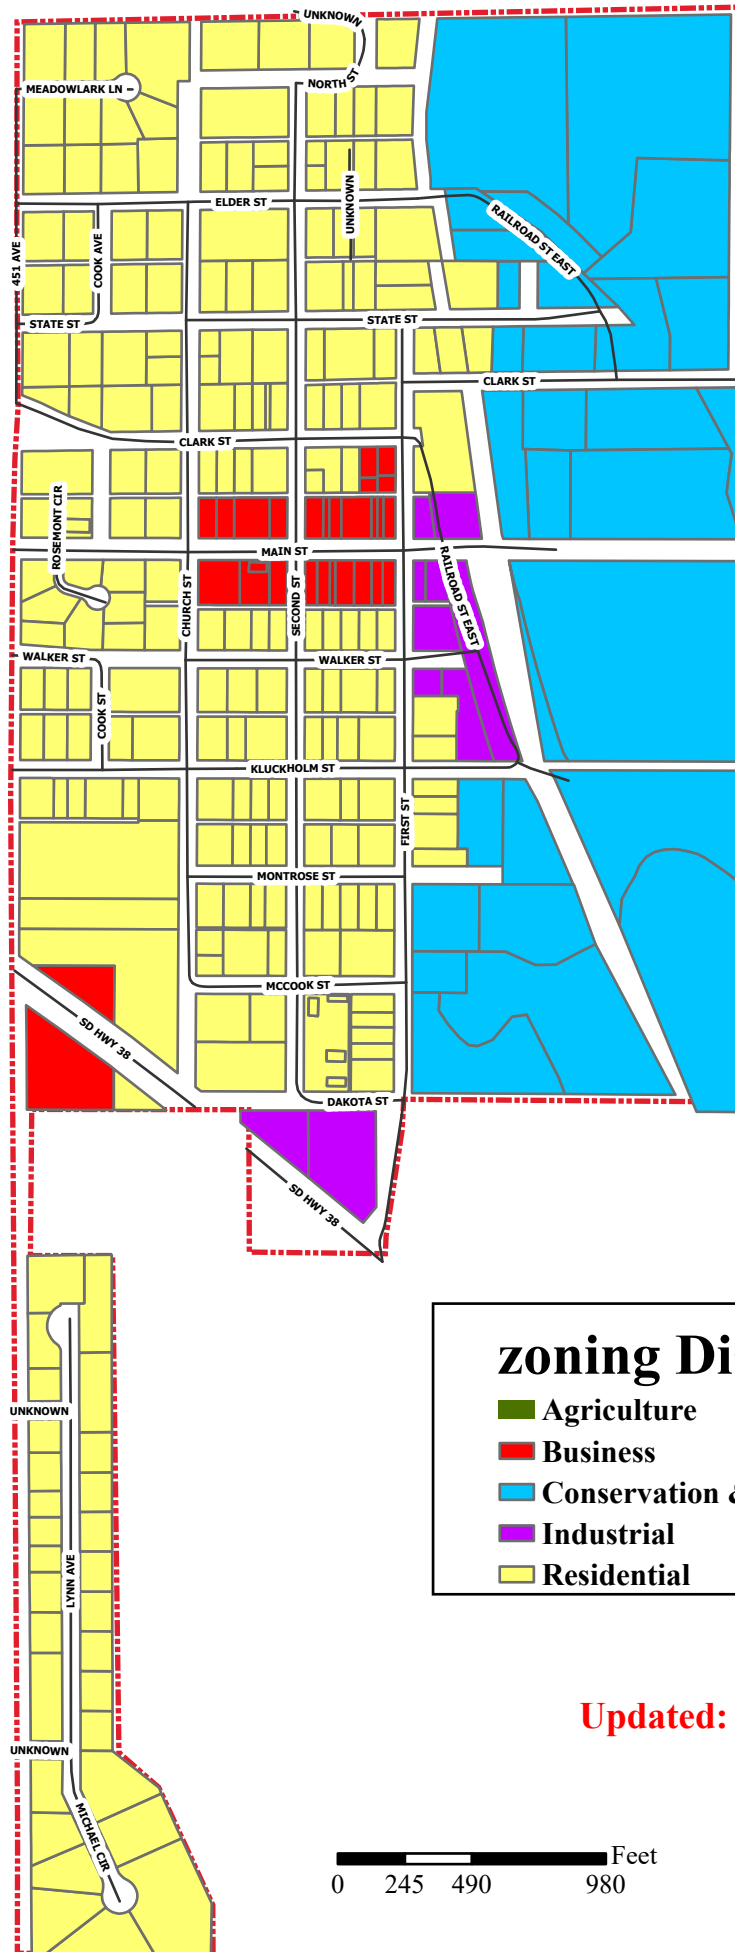 UNKNOWN
NORTH ST
MEADOWLARK LN
ELDER ST
UNKNOWN
RAILROAD ST EAST
451 AVE
COOK AVE
STATE ST
STATE ST
CLARK ST
CLARK ST
ROSEMONT CIR
MAIN ST
CHURCH ST
SECOND ST
RAILROAD ST EAST
WALKER ST
WALKER ST
COOK ST
KLUCKHOLM ST
FIRST ST
MONTROSE ST
MCCOOK ST
SD HWY 38
DAKOTA ST
SD HWY 38
zoning Di
Agriculture
Business
Conservation &
Industrial
Residential
UNKNOWN
LYNN AVE
Updated:
UNKNOWN
MICHAEL CIR
Feet
0 245 490 980